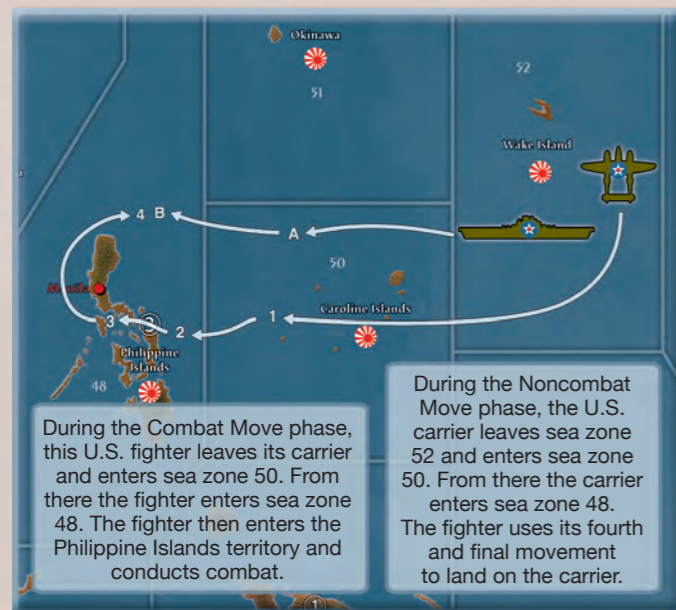 Okinawa
51
52
Wake Island
4 B
A
50
Caroline Islands
1
Manila
3
2
2
Philippine
Islands
48
During the Combat Move phase,
this U.S. fighter leaves its carrier
and enters sea zone 50. From
there the fighter enters sea zone
48. The fighter then enters the
Philippine Islands territory and
conducts combat.
During the Noncombat
Move phase, the U.S.
carrier leaves sea zone
52 and enters sea zone
50. From there the carrier
enters sea zone 48.
The fighter uses its fourth
and final movement
to land on the carrier.
1